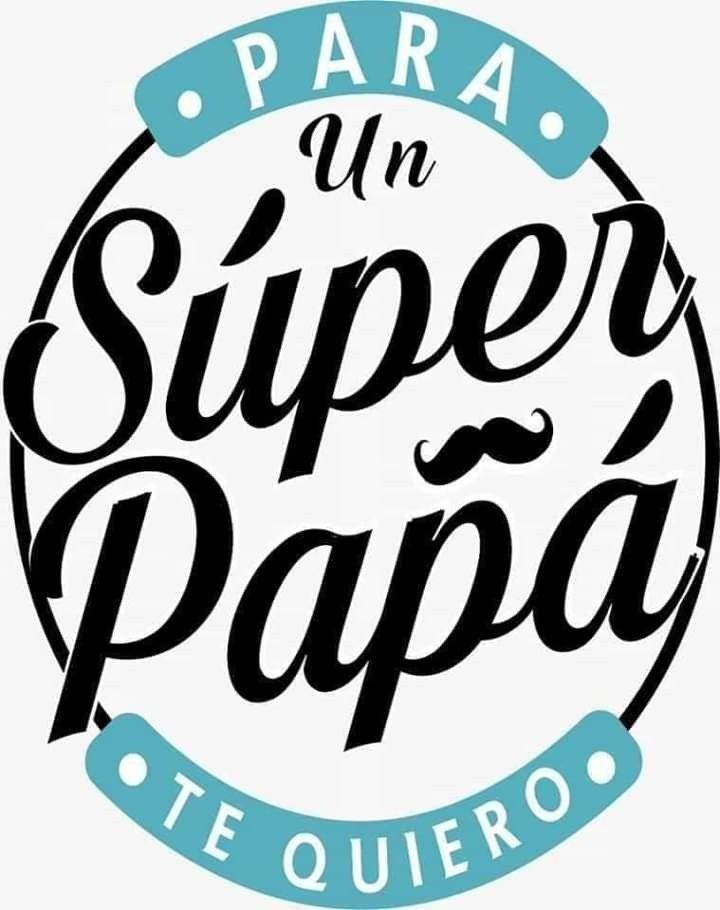 • PARA •
Un
Súper
Papá
• TE QUIERO •